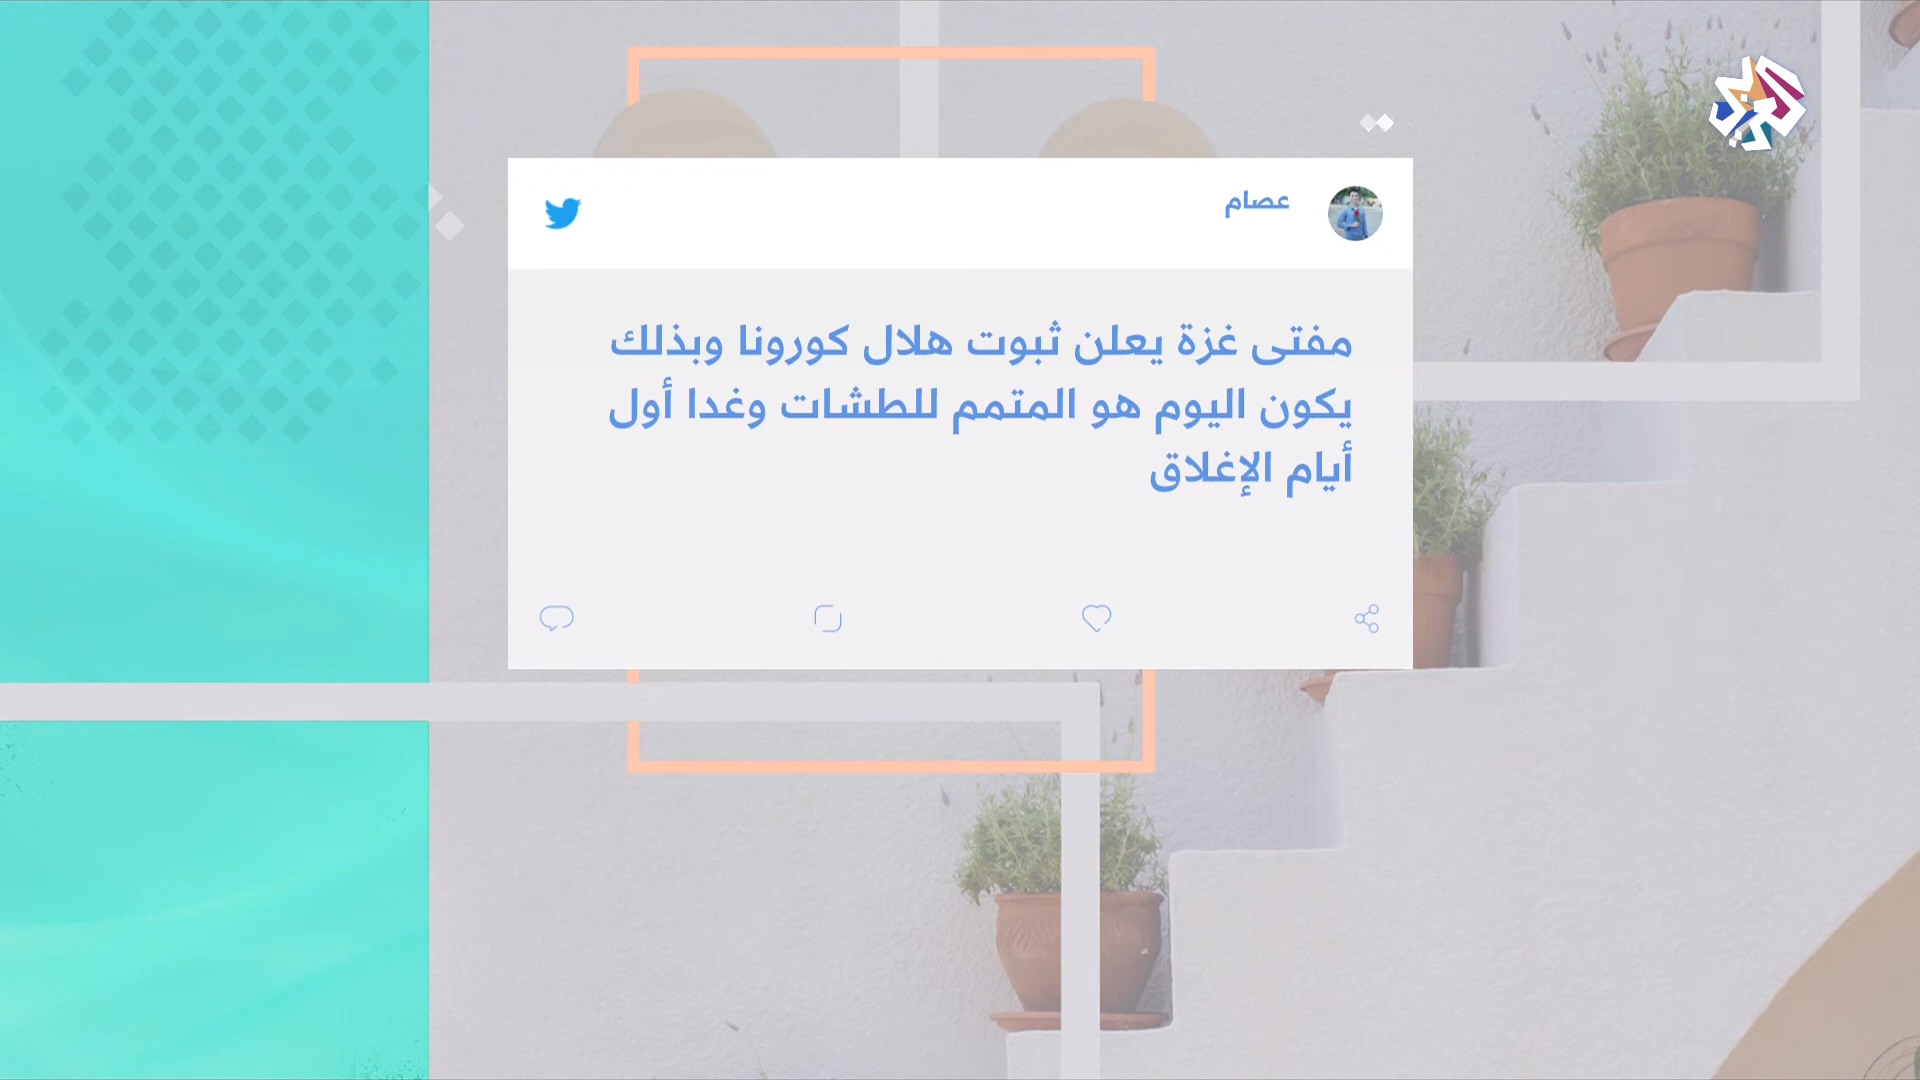 عصام
مفتى غزة يعلن ثبوت هلال كورونا وبذلك
يكون اليوم هو المتمم للطشات وغدا أول
أيام الإغلاق